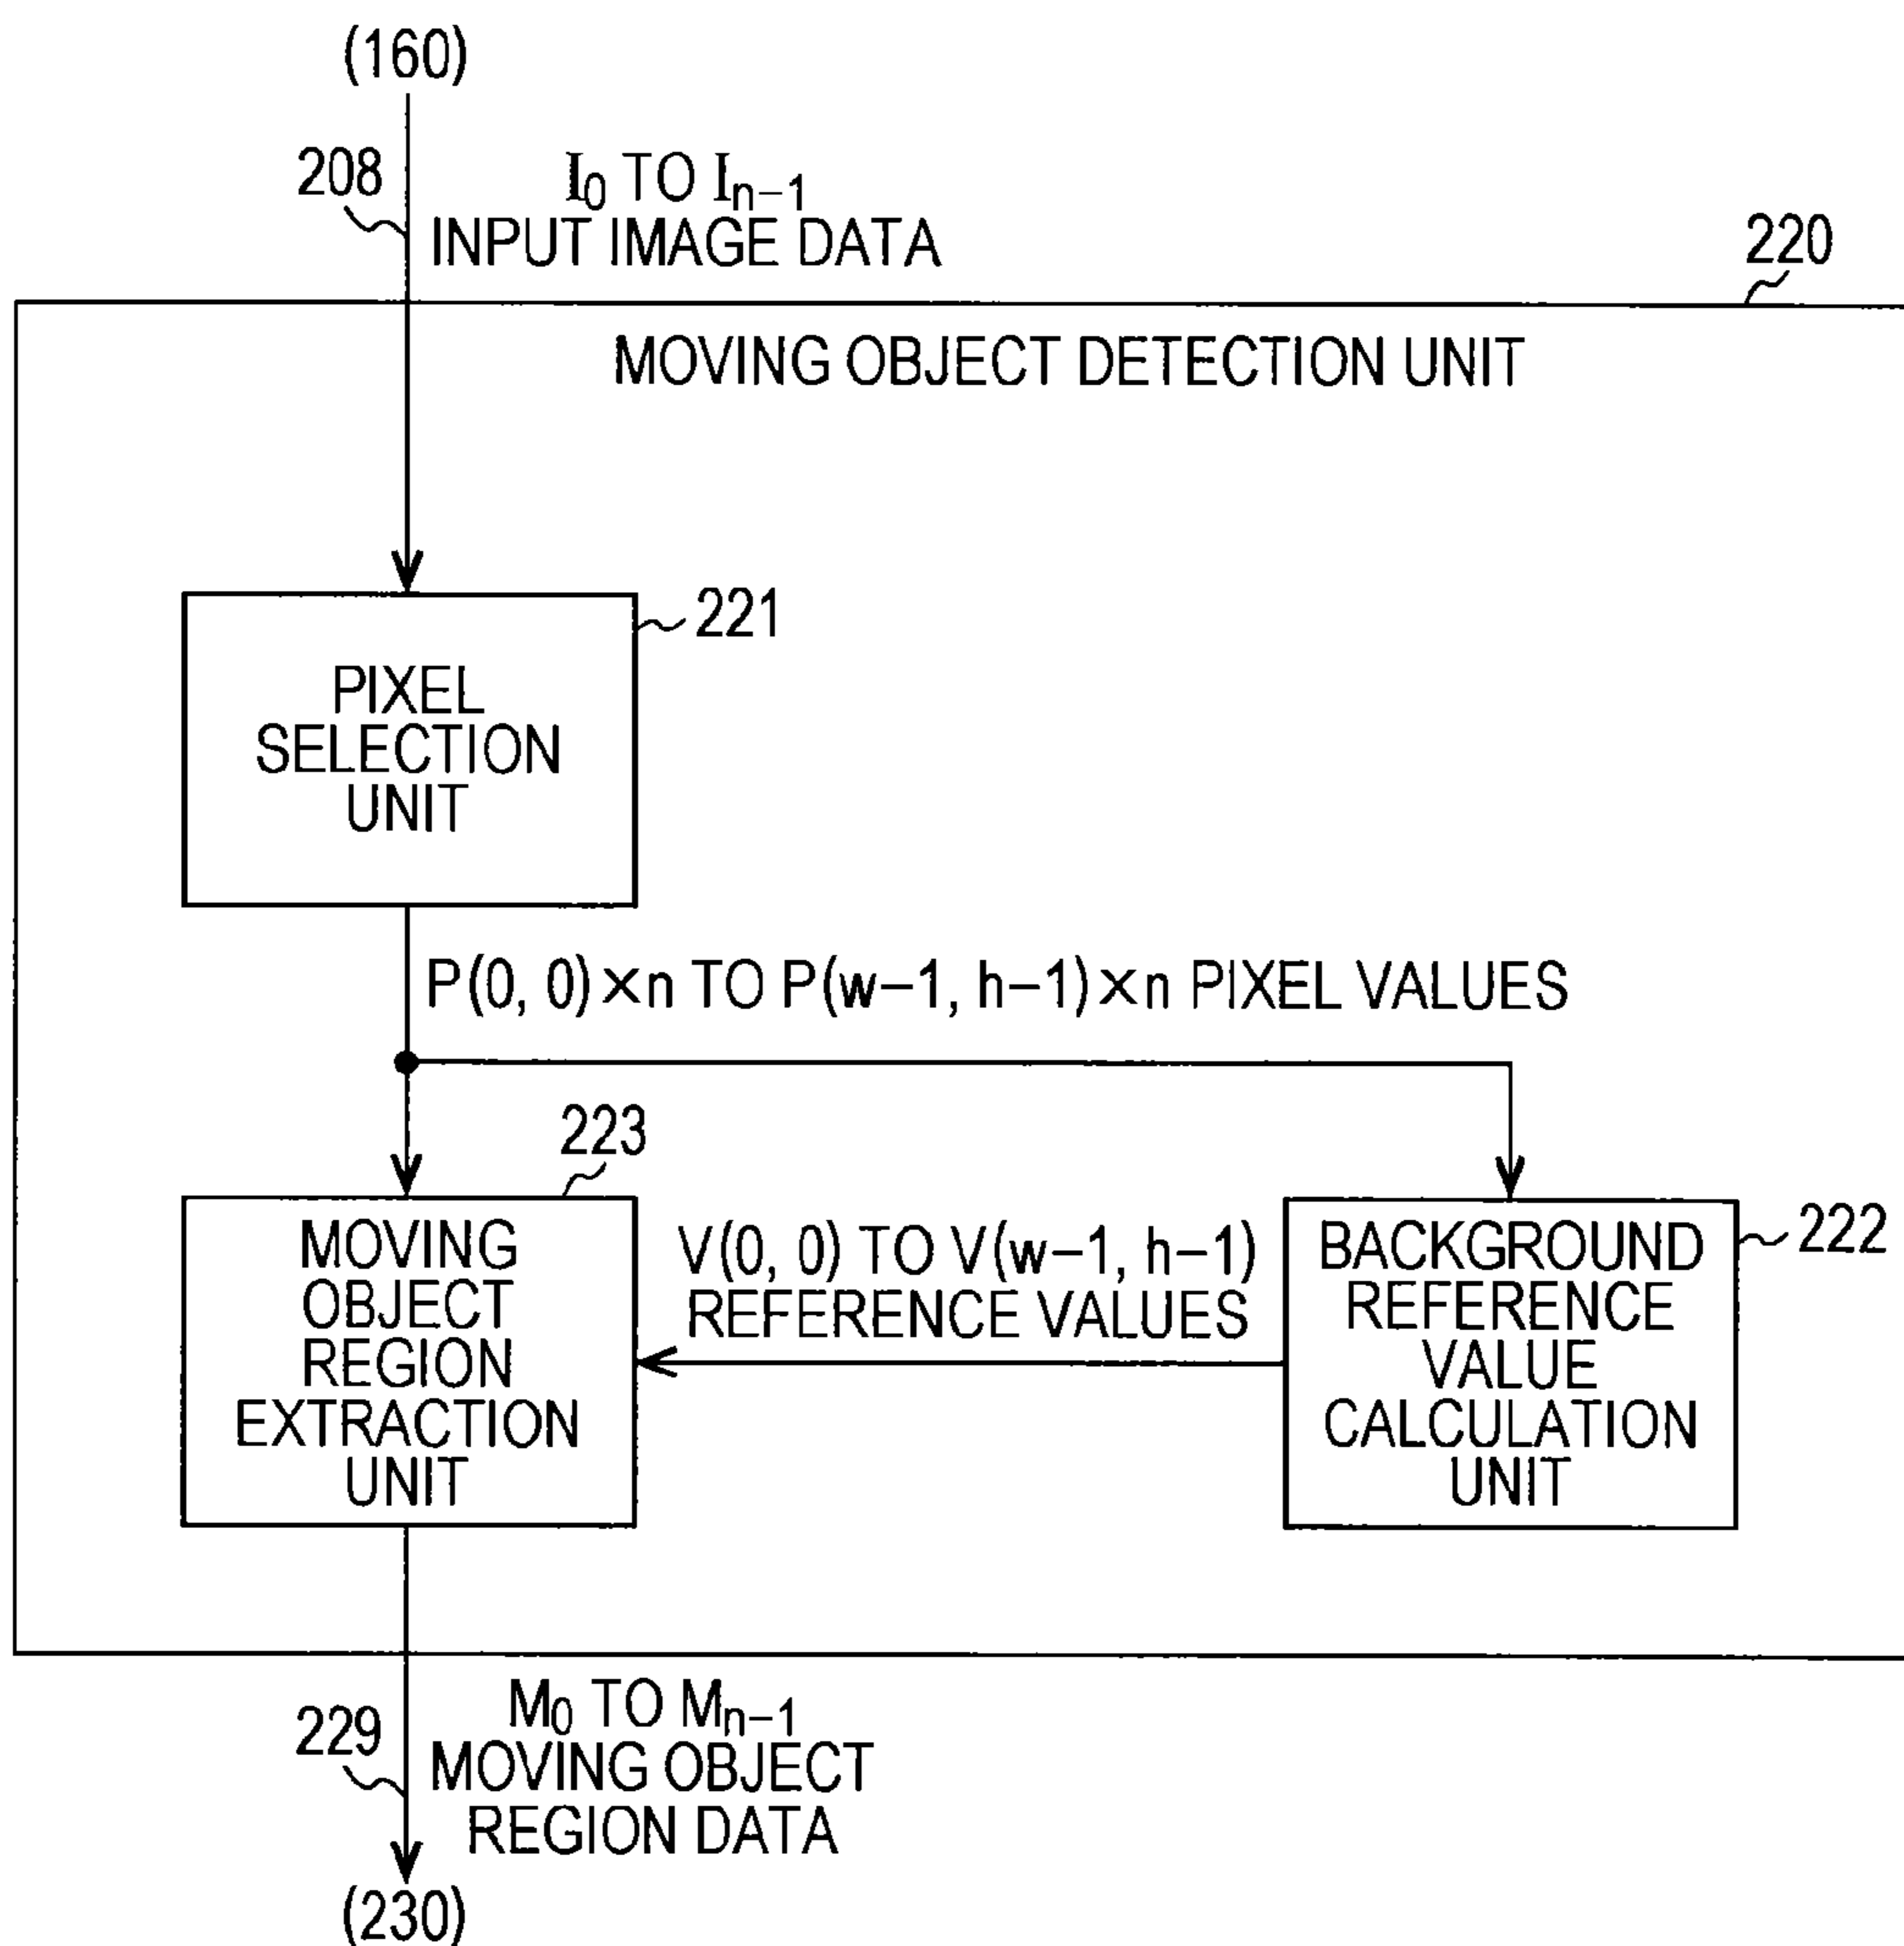 (160)
208
I₀ TO Iₙ₋₁
INPUT IMAGE DATA
220
MOVING OBJECT DETECTION UNIT
221
PIXEL
SELECTION
UNIT
P(0, 0)×n TO P(w−1, h−1)×n PIXEL VALUES
223
MOVING
OBJECT
REGION
EXTRACTION
UNIT
V(0, 0) TO V(w−1, h−1)
REFERENCE VALUES
BACKGROUND
REFERENCE
VALUE
CALCULATION
UNIT
222
229
M₀ TO Mₙ₋₁
MOVING OBJECT
REGION DATA
(230)